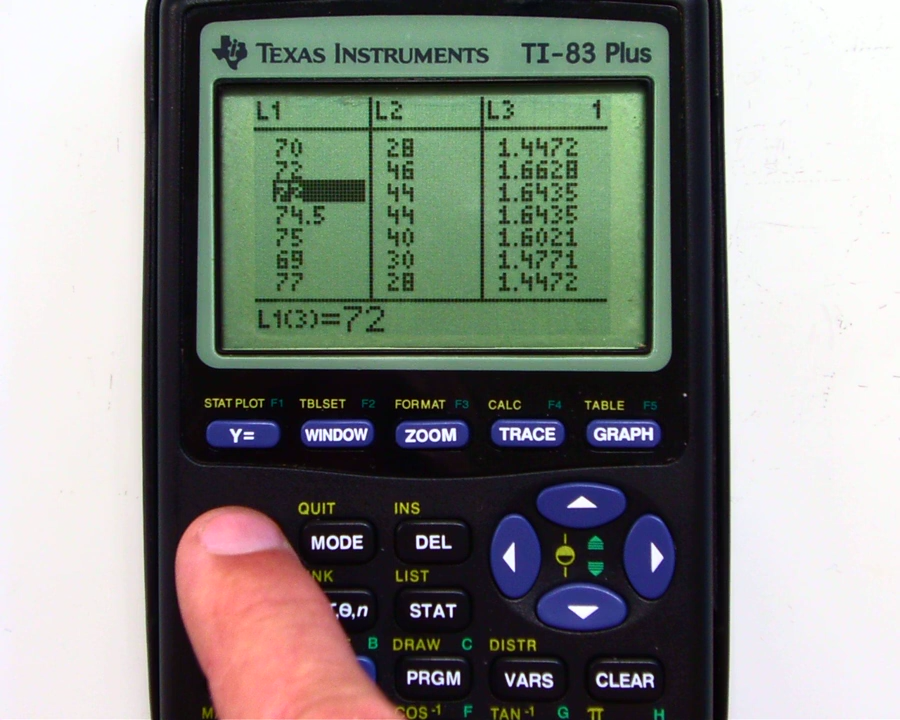 TEXAS INSTRUMENTS TI-83 Plus
L1 L2 L3 1
70 28 1.4472
72 46 1.6628
44 1.6435
74.5 44 1.6435
75 40 1.6021
69 30 1.4771
77 28 1.4472
L1(3)=72
STAT PLOT F1 TBLSET F2 FORMAT F3 CALC F4 TABLE F5
Y= WINDOW ZOOM TRACE GRAPH
QUIT INS
MODE DEL
LIST
STAT
B DRAW C DISTR
PRGM VARS CLEAR
COS-1 F TAN-1 G π H